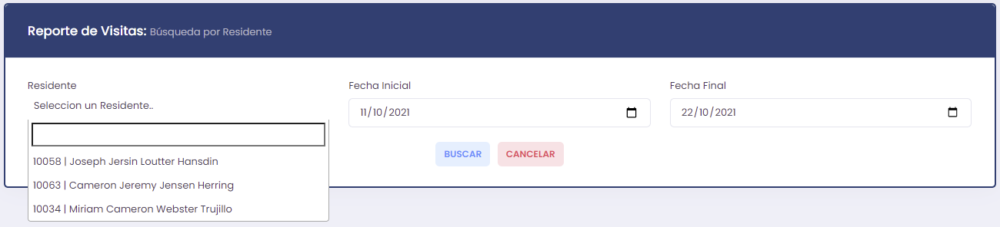 Reporte de Visitas: Búsqueda por Residente
Residente
Seleccion un Residente..
10058 | Joseph Jersin Loutter Hansdin
10063 | Cameron Jeremy Jensen Herring
10034 | Miriam Cameron Webster Trujillo
Fecha Inicial
11/10/2021
Fecha Final
22/10/2021
BUSCAR
CANCELAR